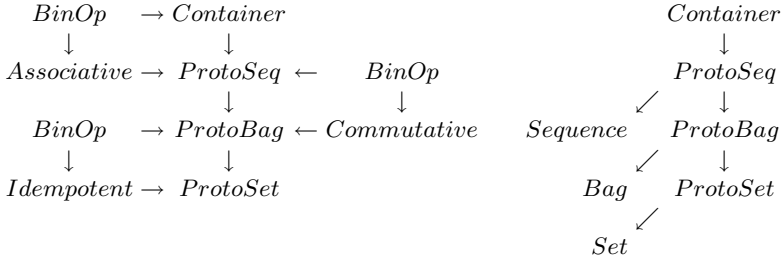 BinOp → Container Container
↓ ↓ ↓
Associative → ProtoSeq ← BinOp ProtoSeq
↓ ↓ ↙ ↓
BinOp → ProtoBag ← Commutative Sequence ProtoBag
↓ ↓ ↙ ↓
Idempotent → ProtoSet Bag ProtoSet
↙
Set